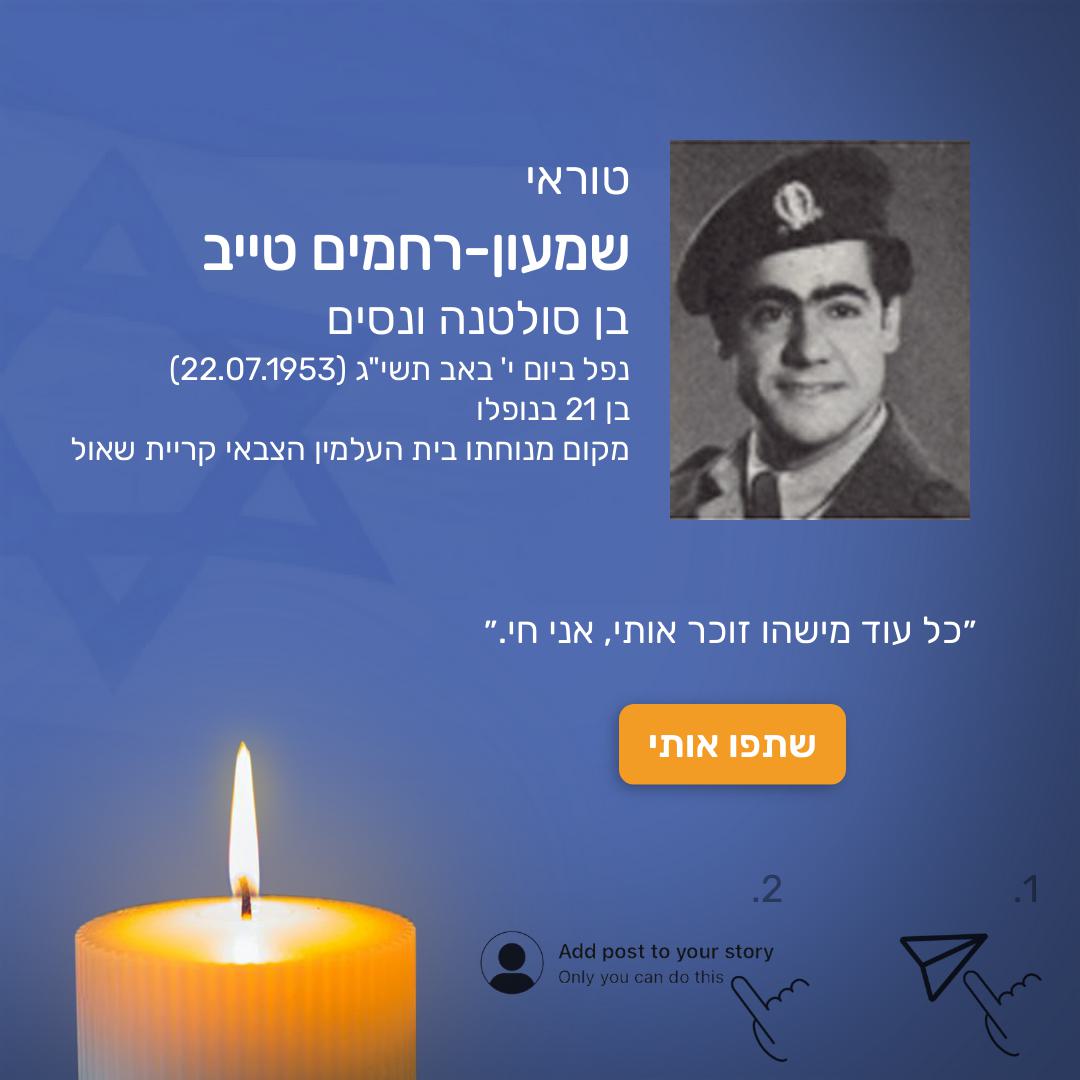 טוראי
שמעון-רחמים טייב
בן סולטנה ונסים
נפל ביום י' באב תשי"ג (22.07.1953)
בן 21 בנופלו
מקום מנוחתו בית העלמין הצבאי קריית שאול
״כל עוד מישהו זוכר אותי, אני חי.״
שתפו אותי
.1
.2
Add post to your story
Only you can do this